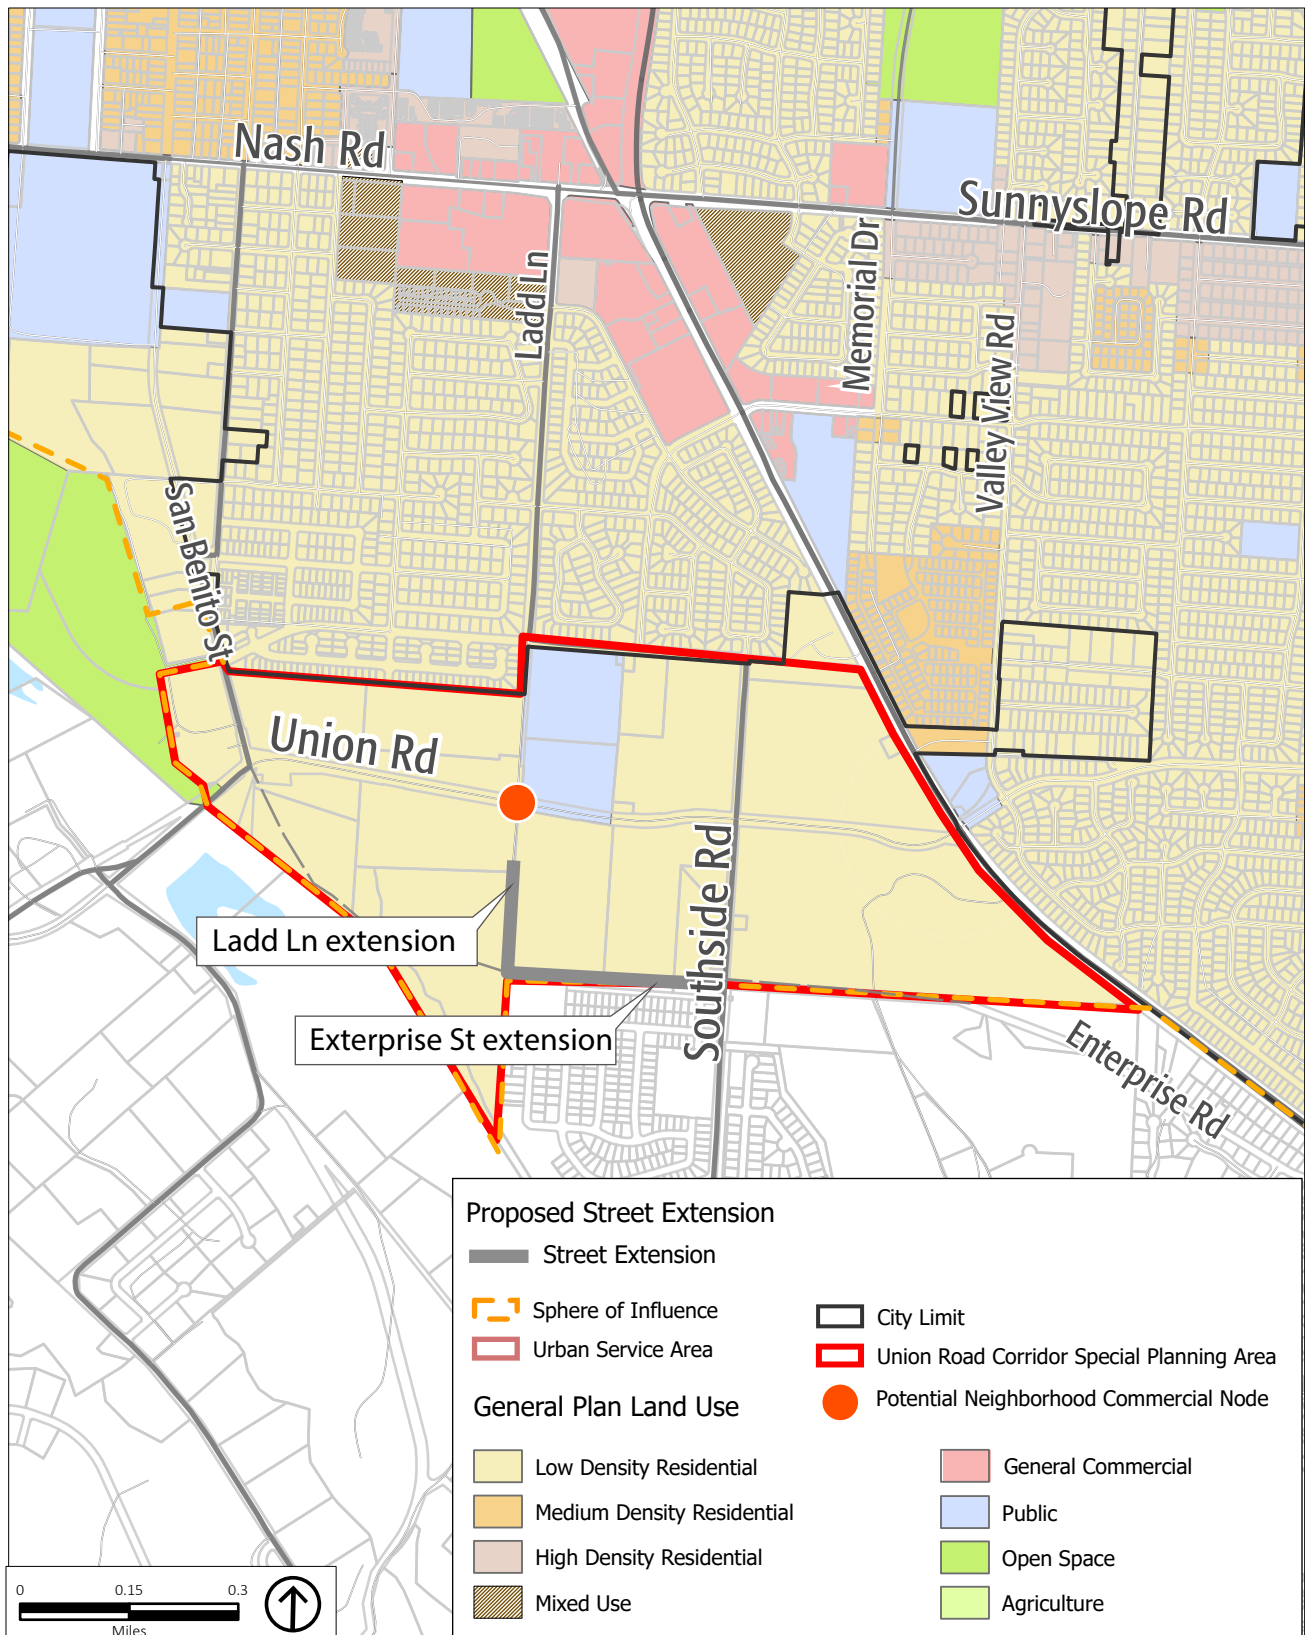 Nash Rd
Sunnyslope Rd
Memorial Dr
Ladd Ln
Valley View Rd
San Benito St
Union Rd
Southside Rd
Ladd Ln extension
Exterprise St extension
Enterprise Rd
Proposed Street Extension
Street Extension
Sphere of Influence
Urban Service Area
City Limit
Union Road Corridor Special Planning Area
Potential Neighborhood Commercial Node
General Plan Land Use
Low Density Residential
Medium Density Residential
High Density Residential
Mixed Use
General Commercial
Public
Open Space
Agriculture
0 0.15 0.3
Miles